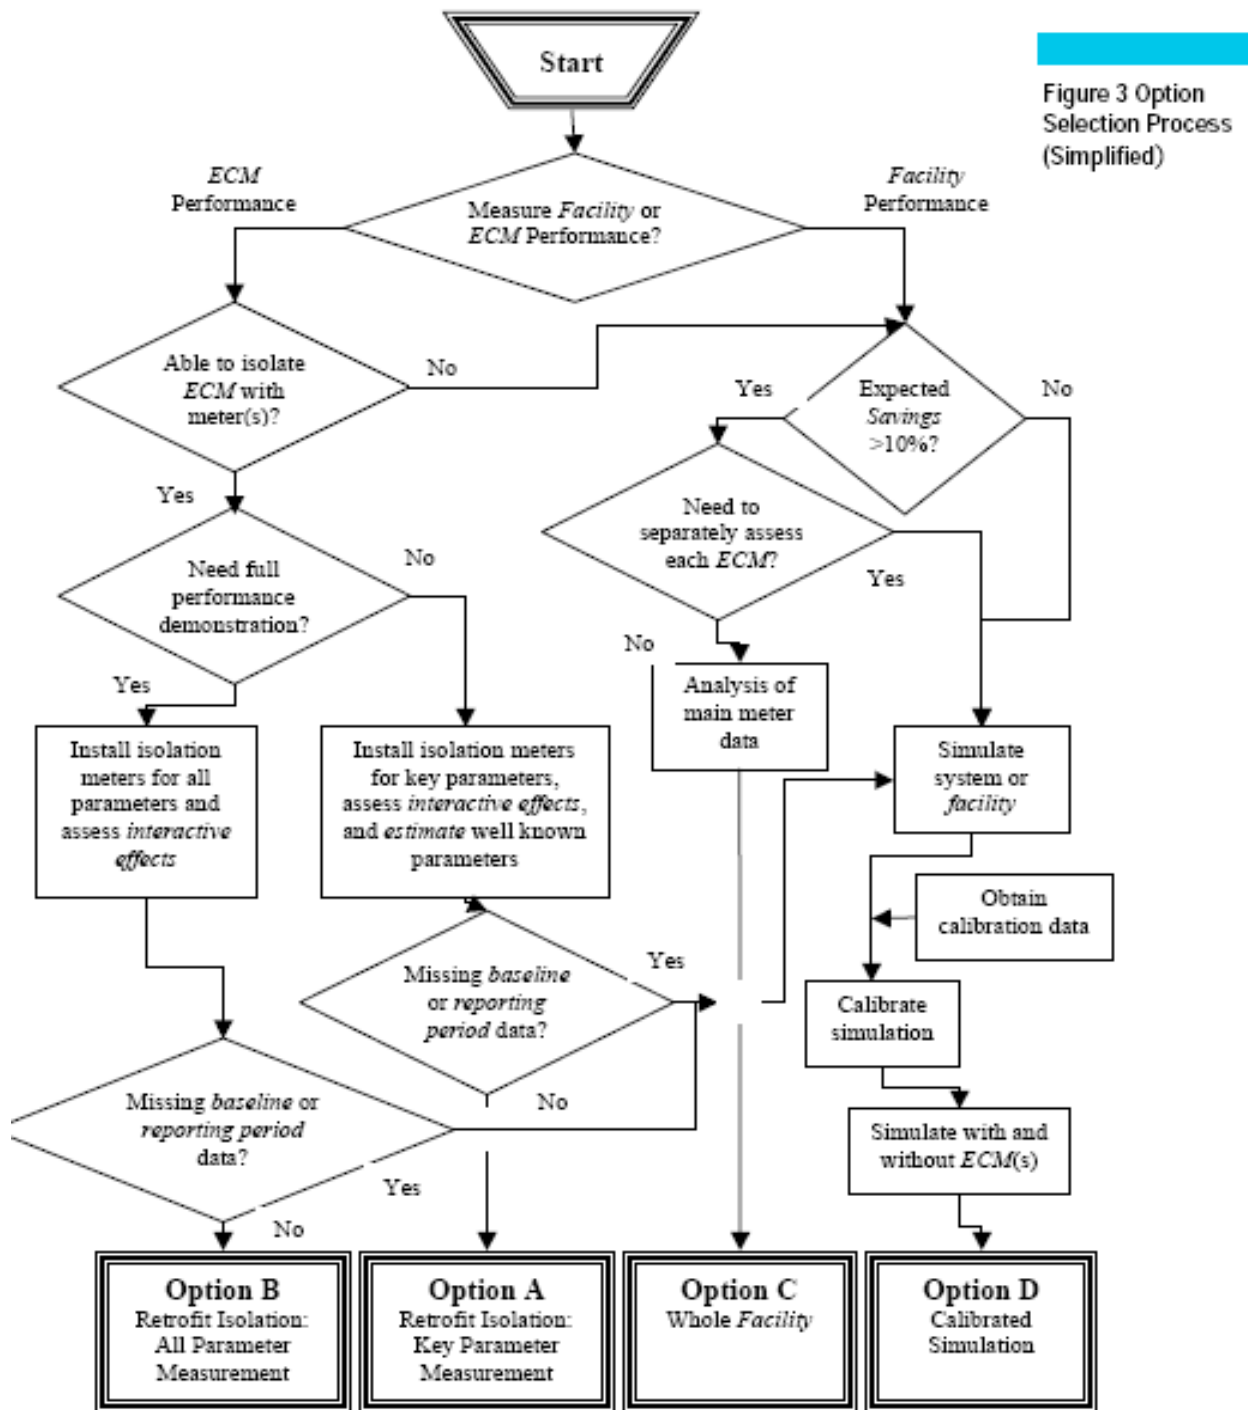 Start
Figure 3 Option
Selection Process
(Simplified)
ECM
Performance
Measure Facility or
ECM Performance?
Facility
Performance
Able to isolate
ECM with
meter(s)?
No
Yes
Expected
Savings
>10%?
No
Yes
Need full
performance
demonstration?
No
Need to
separately assess
each ECM?
Yes
Yes
No
Install isolation
meters for all
parameters and
assess interactive
effects
Install isolation meters
for key parameters,
assess interactive effects,
and estimate well known
parameters
Analysis of
main meter
data
Simulate
system or
facility
Obtain
calibration data
Missing baseline
or reporting
period data?
Yes
No
Calibrate
simulation
Missing baseline or
reporting period
data?
Yes
No
Simulate with and
without ECM(s)
Option B
Retrofit Isolation:
All Parameter
Measurement
Option A
Retrofit Isolation:
Key Parameter
Measurement
Option C
Whole Facility
Option D
Calibrated
Simulation